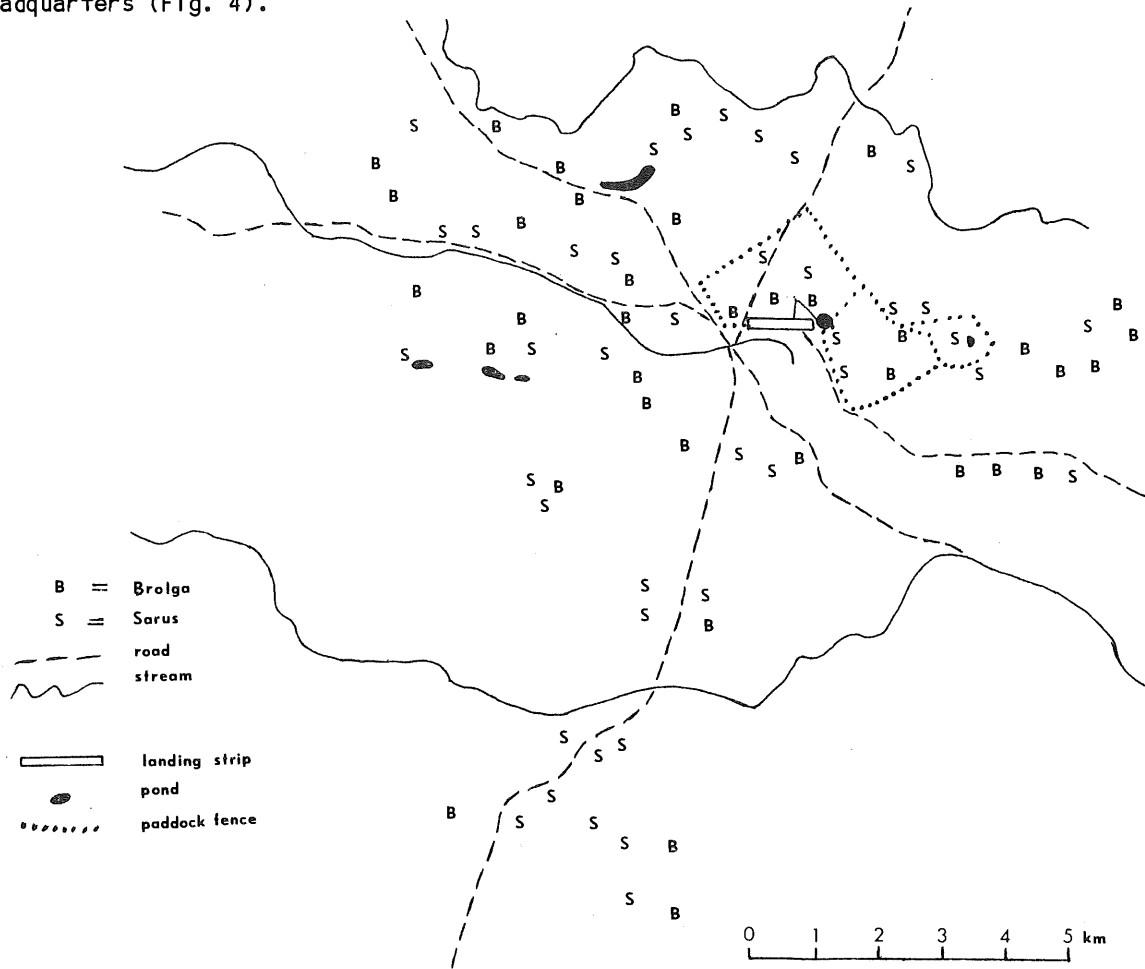 adquarters (Fig. 4).
B S
S B S S
S S B S
B B
B B
B B
S S
S S S
B S
B B B S S B
B B S B S
S B S B
S B S S B
B S B S B B
B
B S S B
B B B S
S B
S
S S
S B
B = Brolga
S = Sarus
road
stream
S S S
landing strip
pond
S
B S S
paddock fence
S B
S B
0 1 2 3 4 5 km